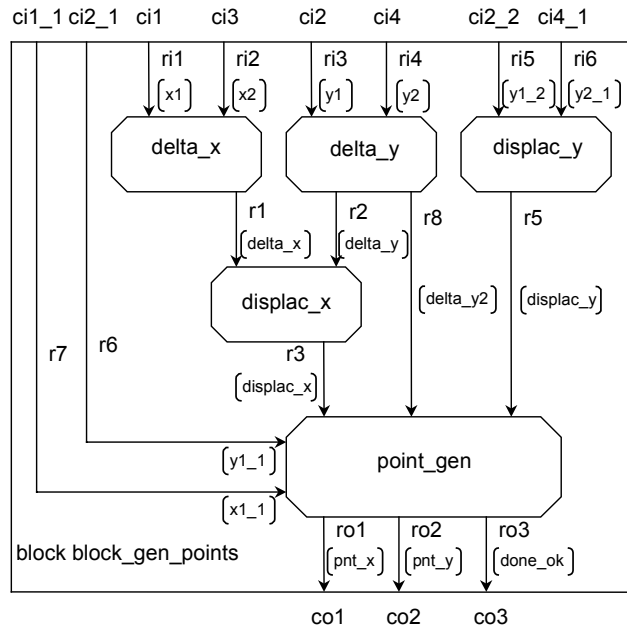 ci1_1 ci2_1 ci1 ci3 ci2 ci4 ci2_2 ci4_1
ri1 ri2 ri3 ri4 ri5 ri6
[x1] [x2] [y1] [y2] [y1_2] [y2_1]
delta_x delta_y displac_y
r1 r2 r8 r5
[delta_x] [delta_y]
displac_x [delta_y2] [displac_y]
r7 r6 r3
[displac_x]
[y1_1] point_gen
[x1_1]
ro1 ro2 ro3
block block_gen_points [pnt_x] [pnt_y] [done_ok]
co1 co2 co3